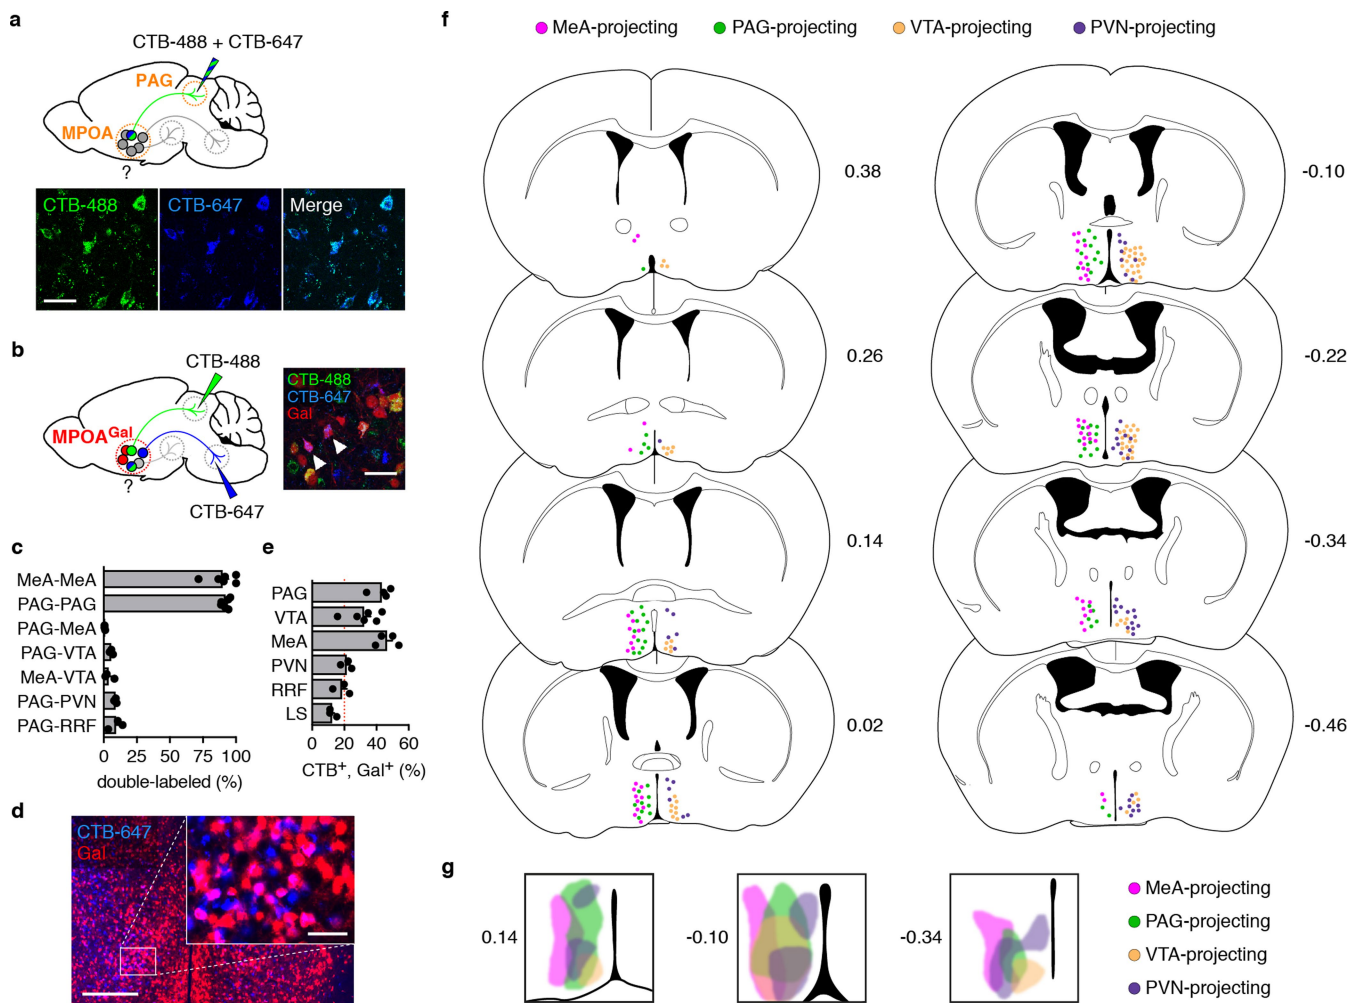 a
CTB-488 + CTB-647
PAG
MPOA
?
CTB-488
CTB-647
Merge
b
CTB-488
MPOAGal
?
CTB-647
CTB-488
CTB-647
Gal
c
MeA-MeA
PAG-PAG
PAG-MeA
PAG-VTA
MeA-VTA
PAG-PVN
PAG-RRF
0 25 50 75 100
double-labeled (%)
e
PAG
VTA
MeA
PVN
RRF
LS
0 20 40 60
CTB+, Gal+ (%)
d
CTB-647
Gal
f
MeA-projecting PAG-projecting VTA-projecting PVN-projecting
0.38
0.26
0.14
0.02
-0.10
-0.22
-0.34
-0.46
g
0.14
-0.10
-0.34
MeA-projecting
PAG-projecting
VTA-projecting
PVN-projecting